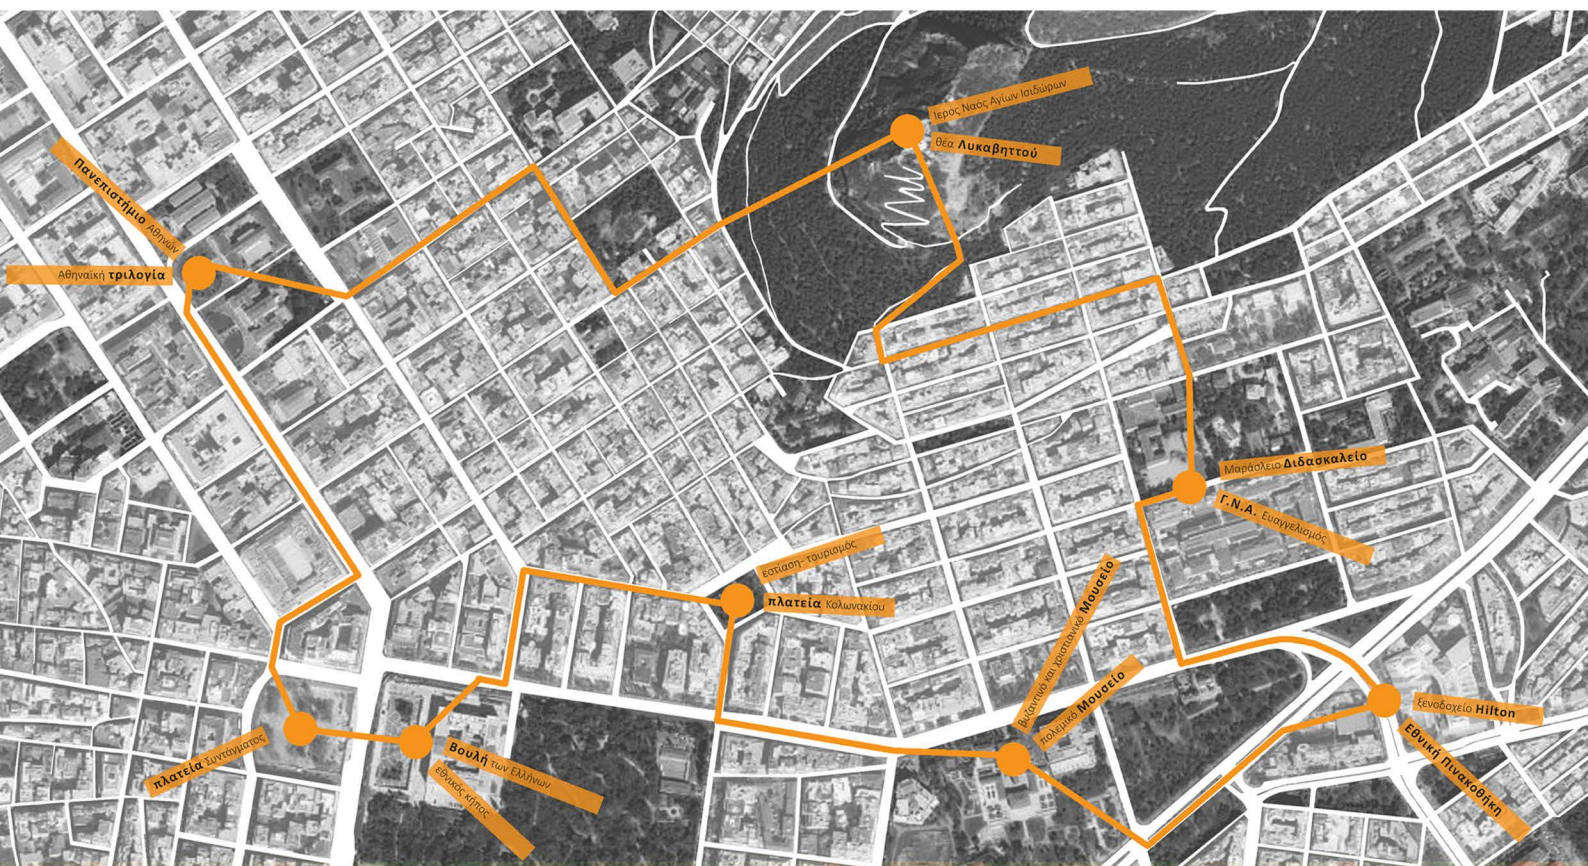 Ιερός Ναός Αγίων Ισιδώρων
θέα Λυκαβηττού
Πανεπιστήμιο Αθηνών
Αθηναϊκή τριλογία
Μαράσλειο Διδασκαλείο
Γ.Ν.Α. Ευαγγελισμός
εστίαση- τουρισμός
πλατεία Κολωνακίου
Βυζαντινό και χριστιανικό Μουσείο
πολεμικό Μουσείο
ξενοδοχείο Hilton
Εθνική Πινακοθήκη
πλατεία Συντάγματος
Βουλή των Ελλήνων
εθνικός κήπος